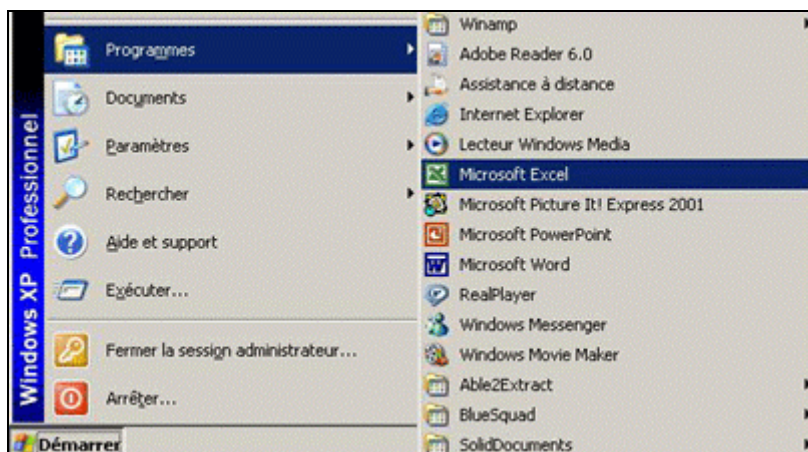 Windows XP Professionnel
Programmes
Documents
Paramètres
Rechercher
Aide et support
Exécuter...
Fermer la session administrateur...
Arrêter...
Démarrer
Winamp
Adobe Reader 6.0
Assistance à distance
Internet Explorer
Lecteur Windows Media
Microsoft Excel
Microsoft Picture It! Express 2001
Microsoft PowerPoint
Microsoft Word
RealPlayer
Windows Messenger
Windows Movie Maker
Able2Extract
BlueSquad
SolidDocuments